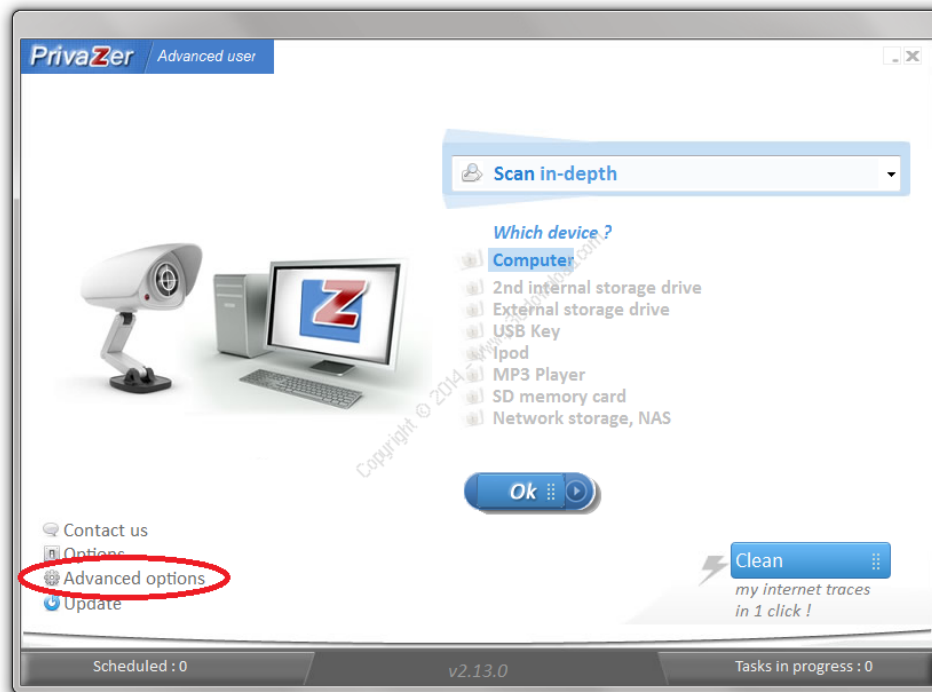 PrivaZer Advanced user
Scan in-depth
Which device ?
Computer
2nd internal storage drive
External storage drive
USB Key
Ipod
MP3 Player
SD memory card
Network storage, NAS
Ok
Contact us
Options
Advanced options
Update
Clean
my internet traces
in 1 click !
Scheduled : 0
v2.13.0
Tasks in progress : 0